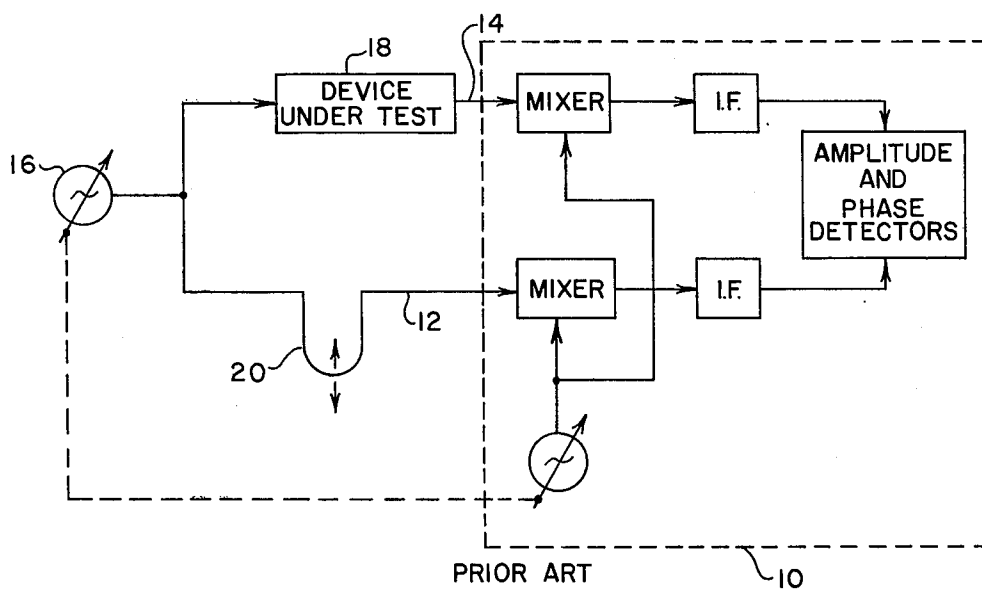 18
DEVICE
UNDER TEST
14
MIXER
I.F.
AMPLITUDE
AND
PHASE
DETECTORS
16
MIXER
I.F.
12
20
10
PRIOR ART